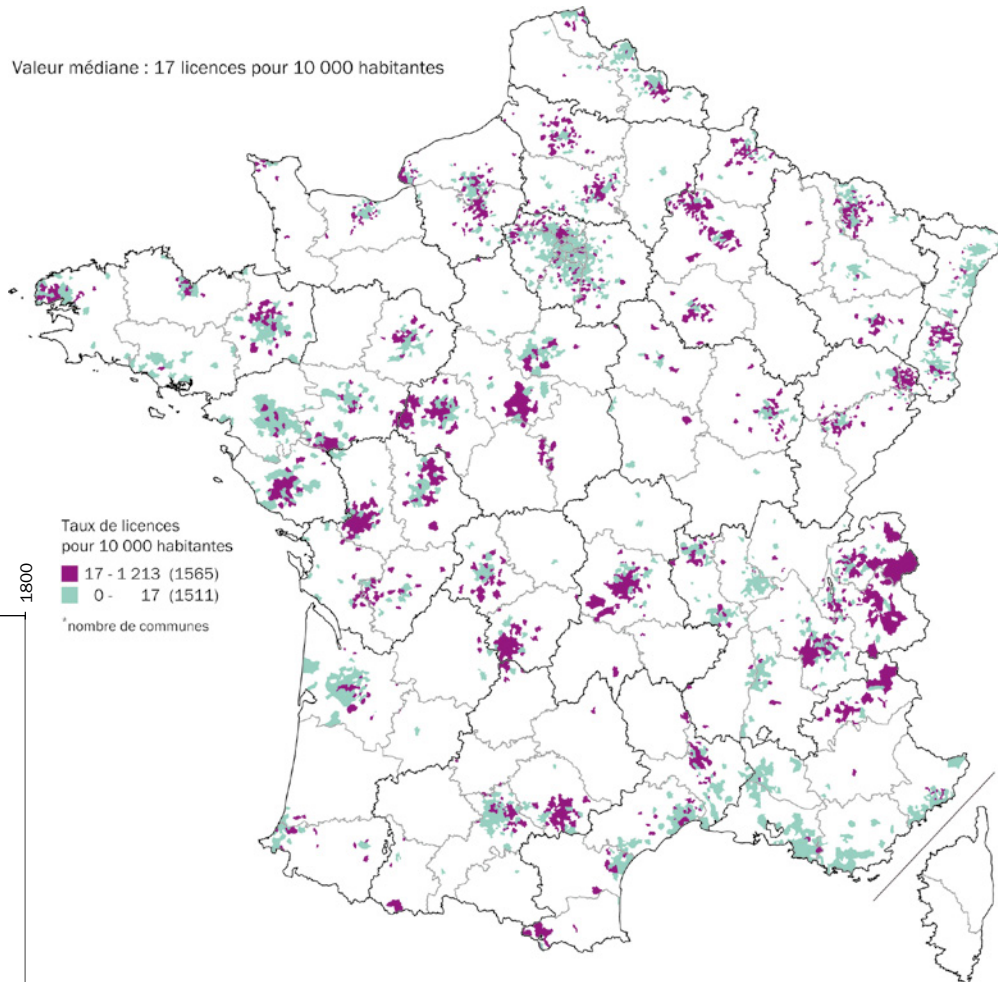 Valeur médiane : 17 licences pour 10 000 habitantes
Taux de licences
pour 10 000 habitantes
17 - 1 213 (1565)
0 - 17 (1511)
*nombre de communes
1800